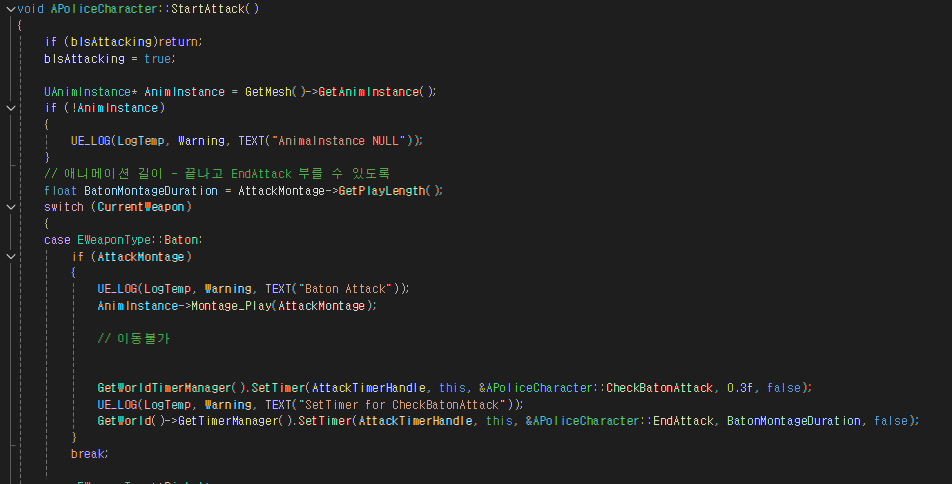 void APoliceCharacter::StartAttack()
{
if (bIsAttacking)return;
bIsAttacking = true;
UAnimInstance* AnimInstance = GetMesh()->GetAnimInstance();
if (!AnimInstance)
{
UE_LOG(LogTemp, Warning, TEXT("AnimaInstance NULL"));
}
// 애니메이션 길이 - 끝나고 EndAttack 부를 수 있도록
float BatonMontageDuration = AttackMontage->GetPlayLength();
switch (CurrentWeapon)
{
case EWeaponType::Baton:
if (AttackMontage)
{
UE_LOG(LogTemp, Warning, TEXT("Baton Attack"));
AnimInstance->Montage_Play(AttackMontage);
// 이동불가
GetWorldTimerManager().SetTimer(AttackTimerHandle, this, &APoliceCharacter::CheckBatonAttack, 0.3f, false);
UE_LOG(LogTemp, Warning, TEXT("SetTimer for CheckBatonAttack"));
GetWorld()->GetTimerManager().SetTimer(AttackTimerHandle, this, &APoliceCharacter::EndAttack, BatonMontageDuration, false);
}
break;